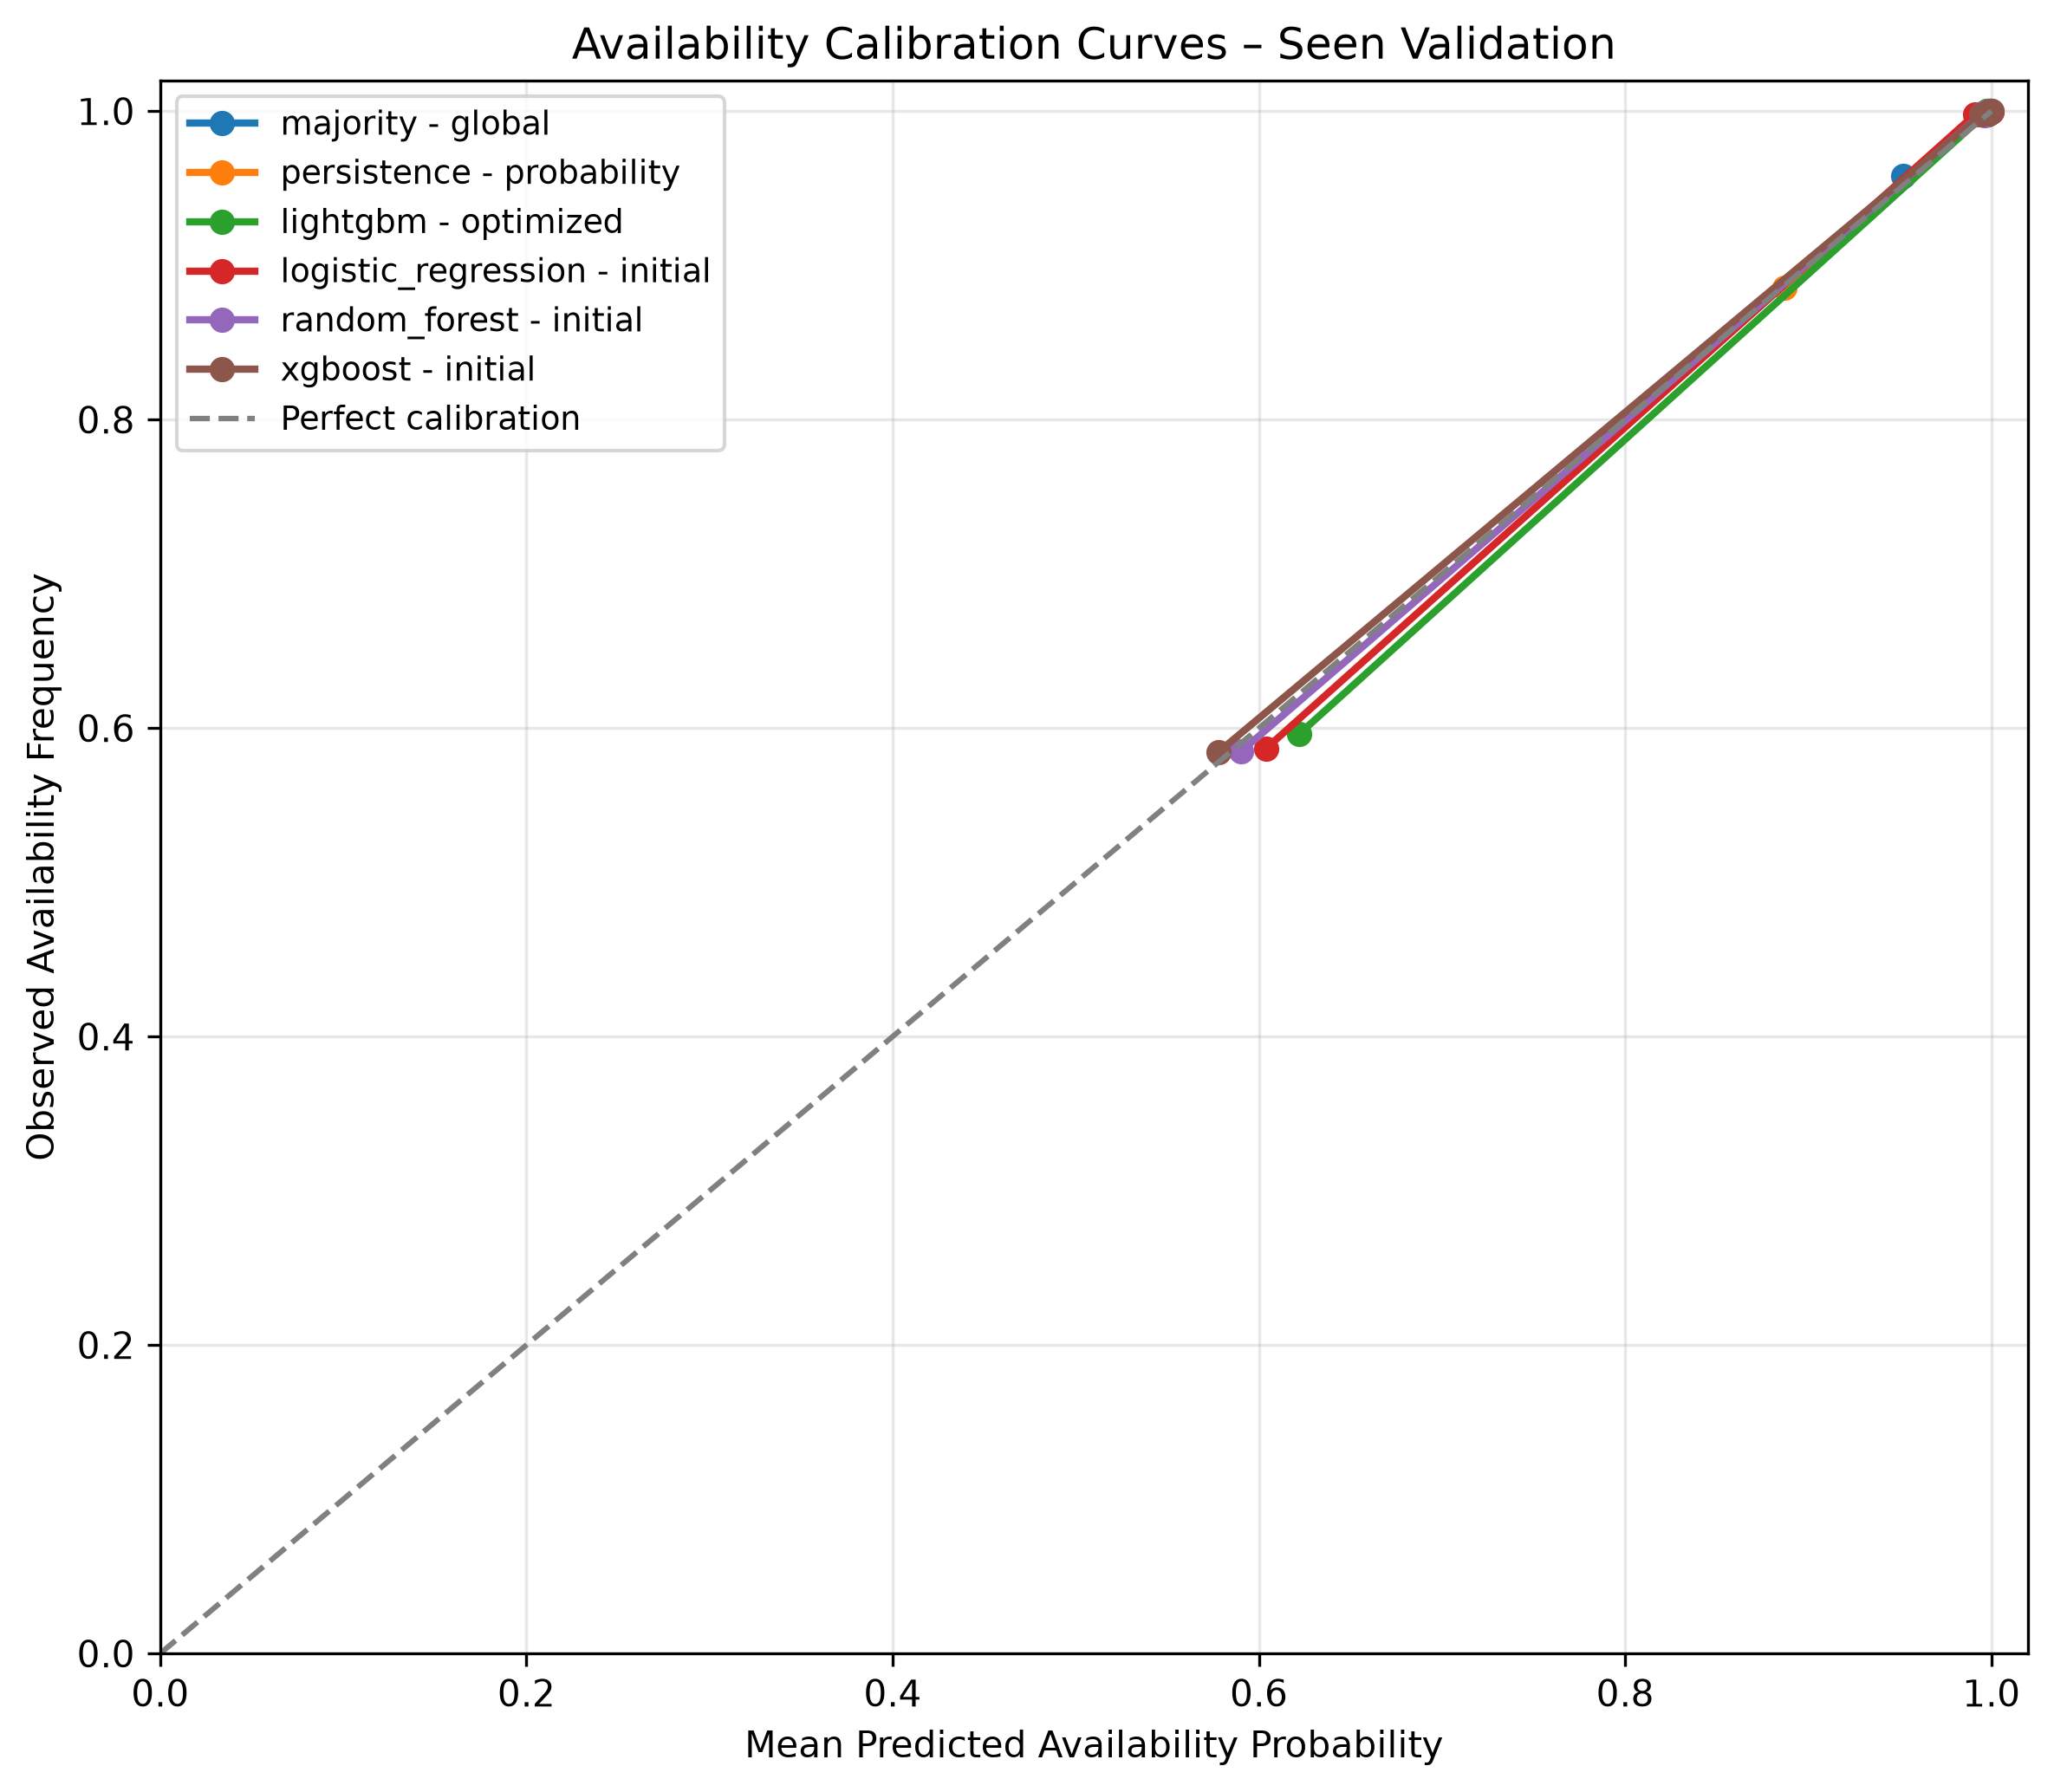 Availability Calibration Curves – Seen Validation
majority - global
persistence - probability
lightgbm - optimized
logistic_regression - initial
random_forest - initial
xgboost - initial
Perfect calibration
1.0
0.8
0.6
0.4
0.2
0.0
Observed Availability Frequency
0.0 0.2 0.4 0.6 0.8 1.0
Mean Predicted Availability Probability